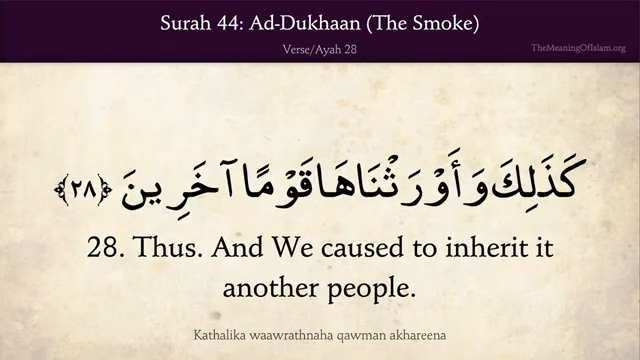 Surah 44: Ad-Dukhaan (The Smoke)
Verse/Ayah 28
TheMeaningOfIslam.org
كَذَلِكَ وَأَوْرَثْنَاهَا قَوْمًا آخَرِينَ ﴿٢٨﴾
28. Thus. And We caused to inherit it
another people.
Kathalika waawrathnaha qawman akhareena